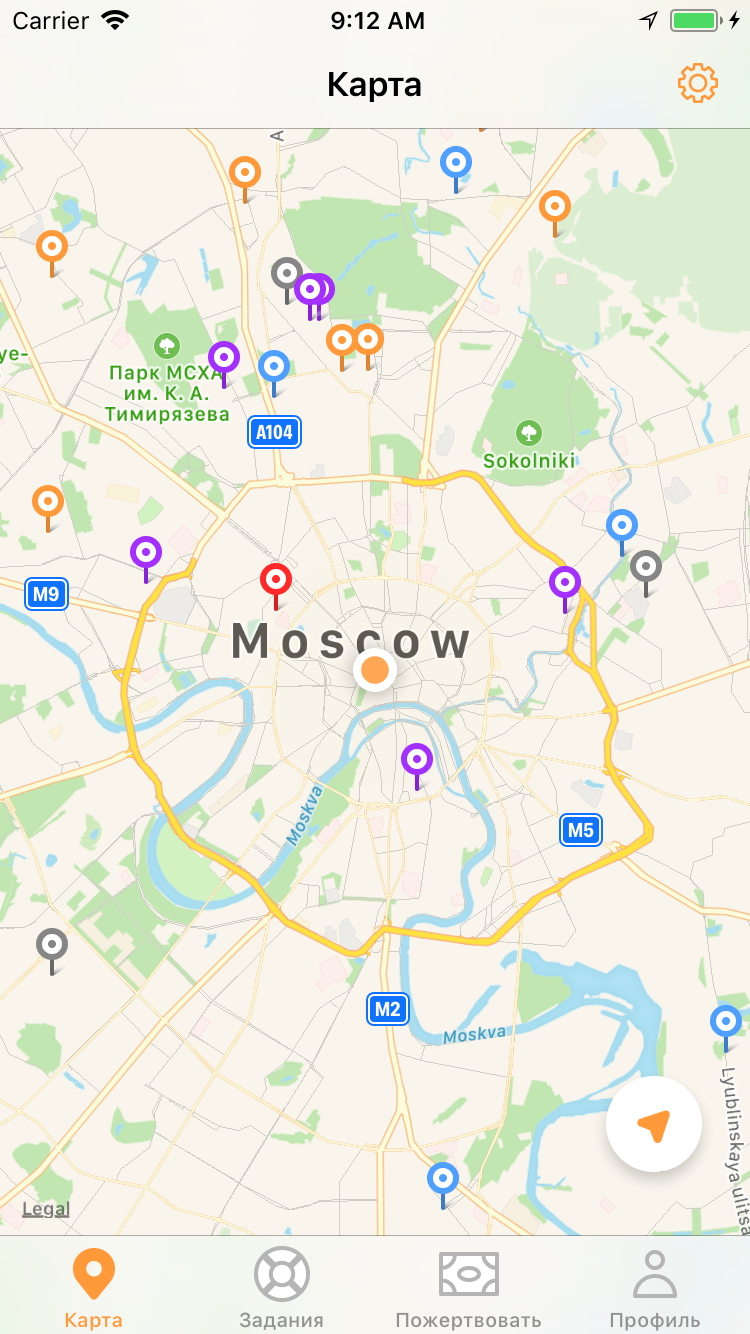 Carrier 9:12 AM
Карта
A
ye-
Парк МСХА
им. К. А.
Тимирязева
A104
Sokolniki
M9
Moscow
Moskva
M5
M2
Moskva
Lyublinskaya ulitsa
Legal
Карта Задания Пожертвовать Профиль